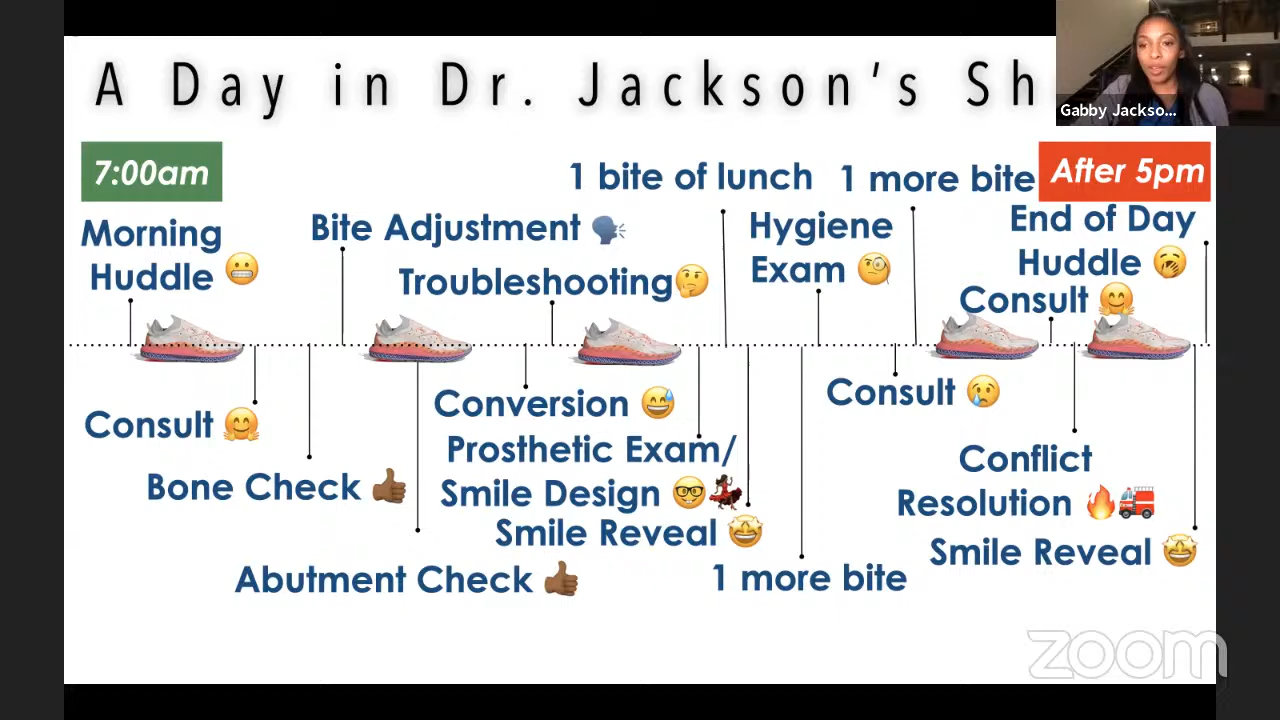 A Day in Dr. Jackson's Sh
Gabby Jackso...
7:00am
After 5pm
1 bite of lunch
1 more bite
Morning
Huddle 😬
Bite Adjustment 🗣
Troubleshooting 🤔
Hygiene
Exam 🧐
End of Day
Huddle 🥱
Consult 🤗
Consult 🤗
Bone Check 👍🏾
Abutment Check 👍🏾
Conversion 😅
Prosthetic Exam/
Smile Design 🤓💃🏾
Smile Reveal 🤩
1 more bite
Consult 😢
Conflict
Resolution 🔥🚒
Smile Reveal 🤩
zoom